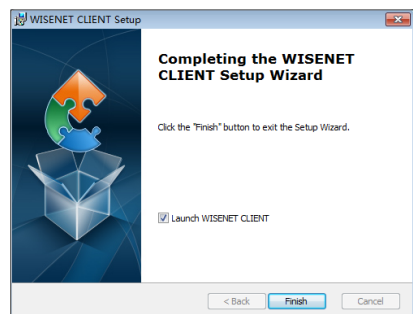 WISENET CLIENT Setup
Completing the WISENET
CLIENT Setup Wizard
Click the "Finish" button to exit the Setup Wizard.
Launch WISENET CLIENT
< Back Finish Cancel